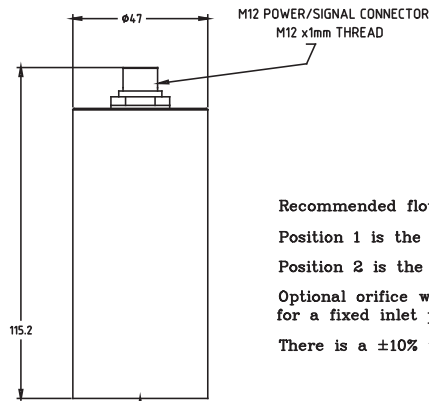 ø47
M12 POWER/SIGNAL CONNECTOR
M12 x1mm THREAD
115.2
Recommended
Position 1 is the
Position 2 is the
Optional orifice
for a fixed inlet
There is a ±10%